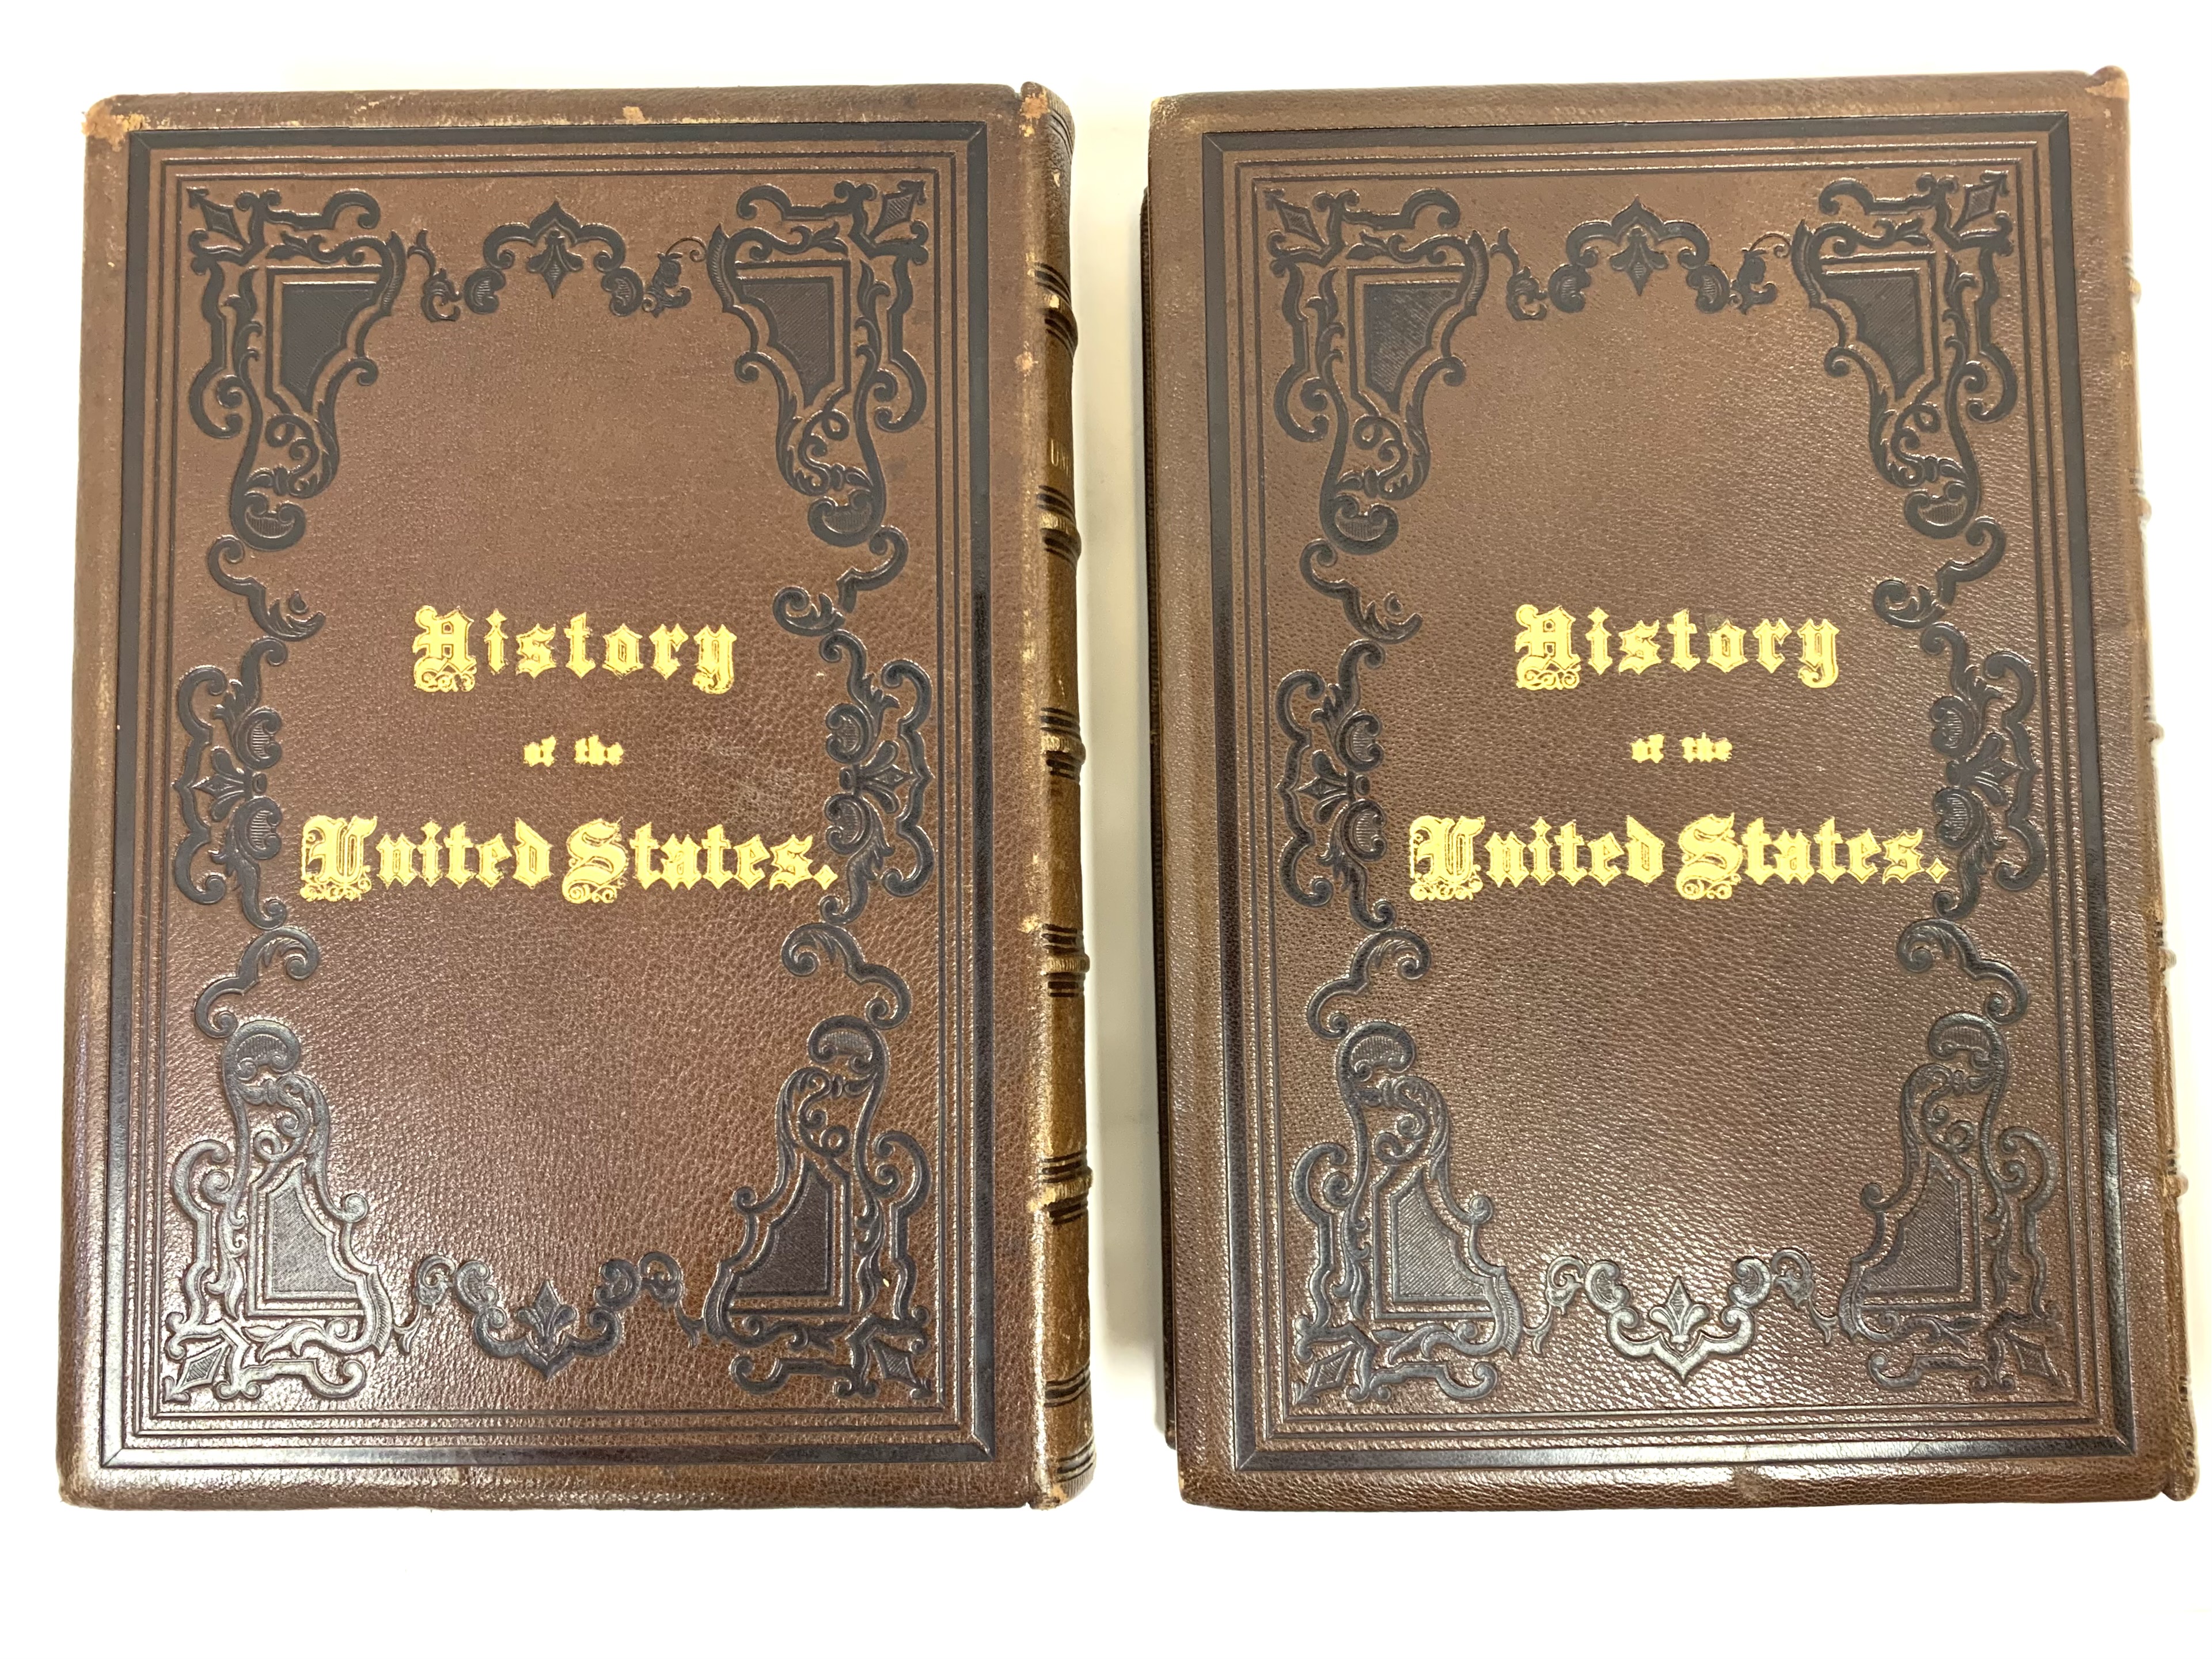 History
of the
United States.
History
of the
United States.